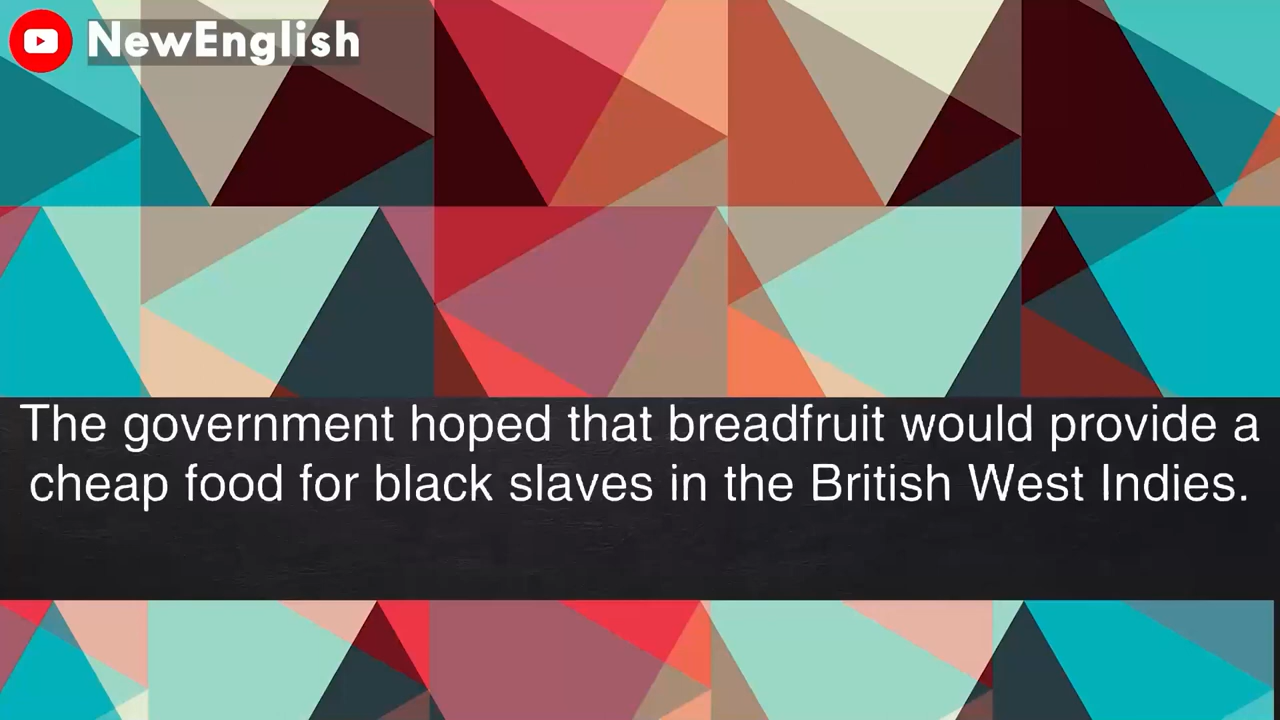 NewEnglish
The government hoped that breadfruit would provide a
cheap food for black slaves in the British West Indies.